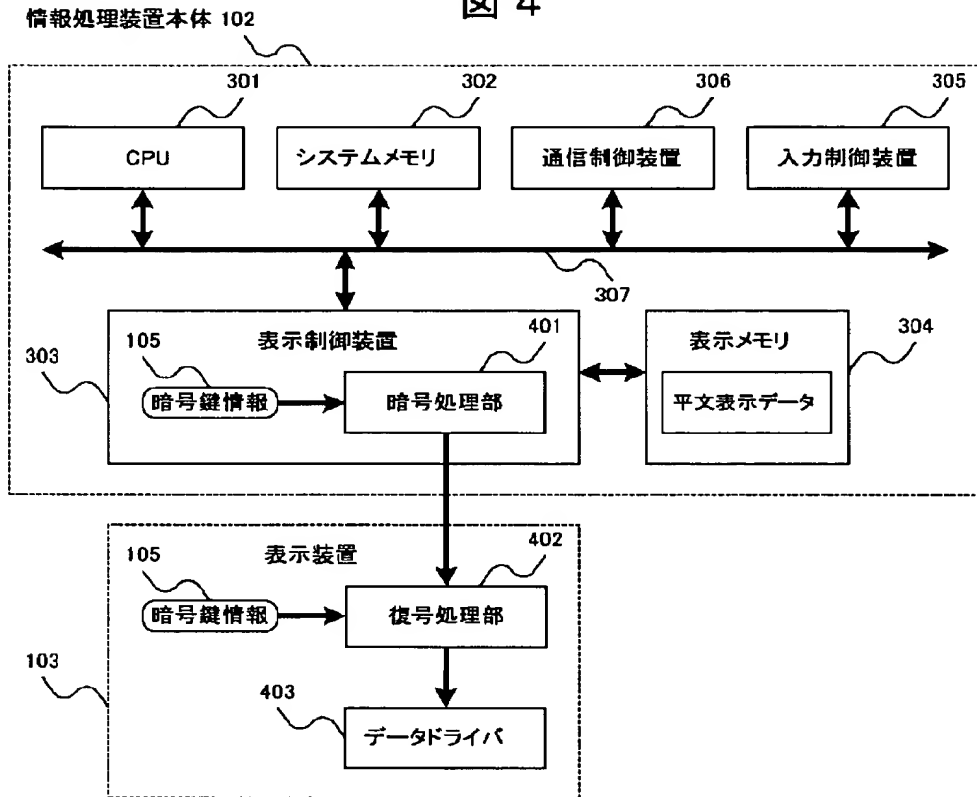 図 4
情報処理装置本体 102
301
302
306
305
CPU
システムメモリ
通信制御装置
入力制御装置
307
303
105
表示制御装置
401
暗号鍵情報
暗号処理部
表示メモリ
304
平文表示データ
105
表示装置
402
暗号鍵情報
復号処理部
103
403
データドライバ